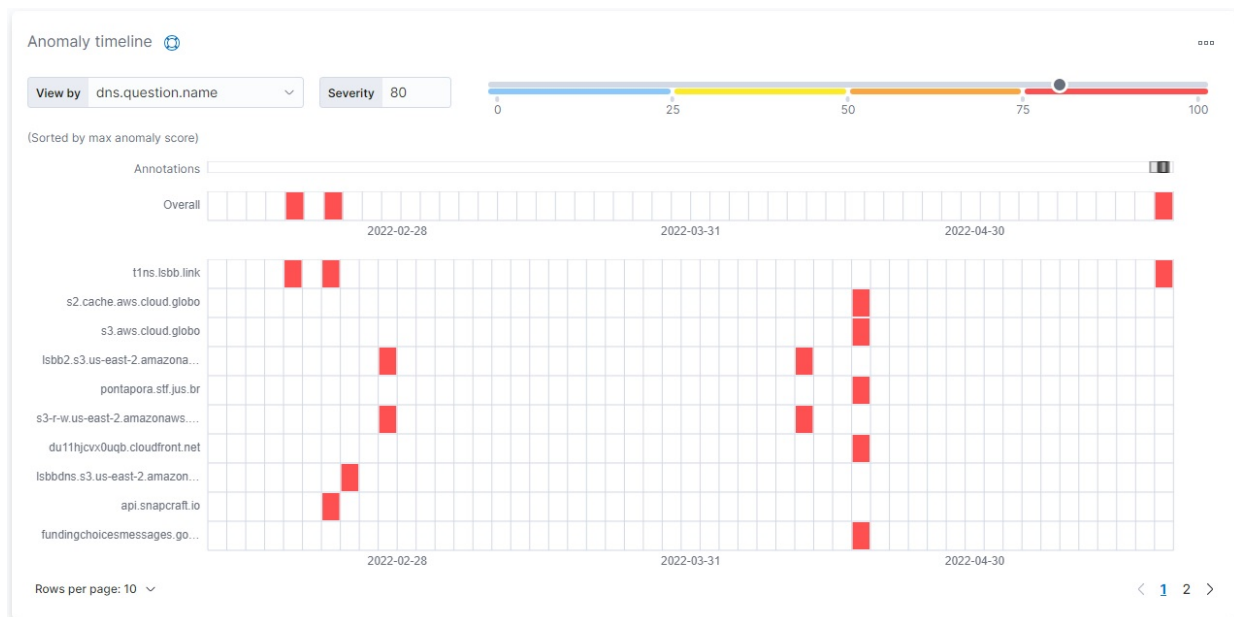 Anomaly timeline
View by dns.question.name Severity 80
0 25 50 75 100
(Sorted by max anomaly score)
Annotations
Overall
2022-02-28 2022-03-31 2022-04-30
t1ns.lsbb.link
s2.cache.aws.cloud.globo
s3.aws.cloud.globo
lsbb2.s3.us-east-2.amazona...
pontapora.stf.jus.br
s3-r-w.us-east-2.amazonaws....
du11hjcvx0uqb.cloudfront.net
lsbbdns.s3.us-east-2.amazon...
api.snapcraft.io
fundingchoicesmessages.go...
2022-02-28 2022-03-31 2022-04-30
Rows per page: 10 1 2